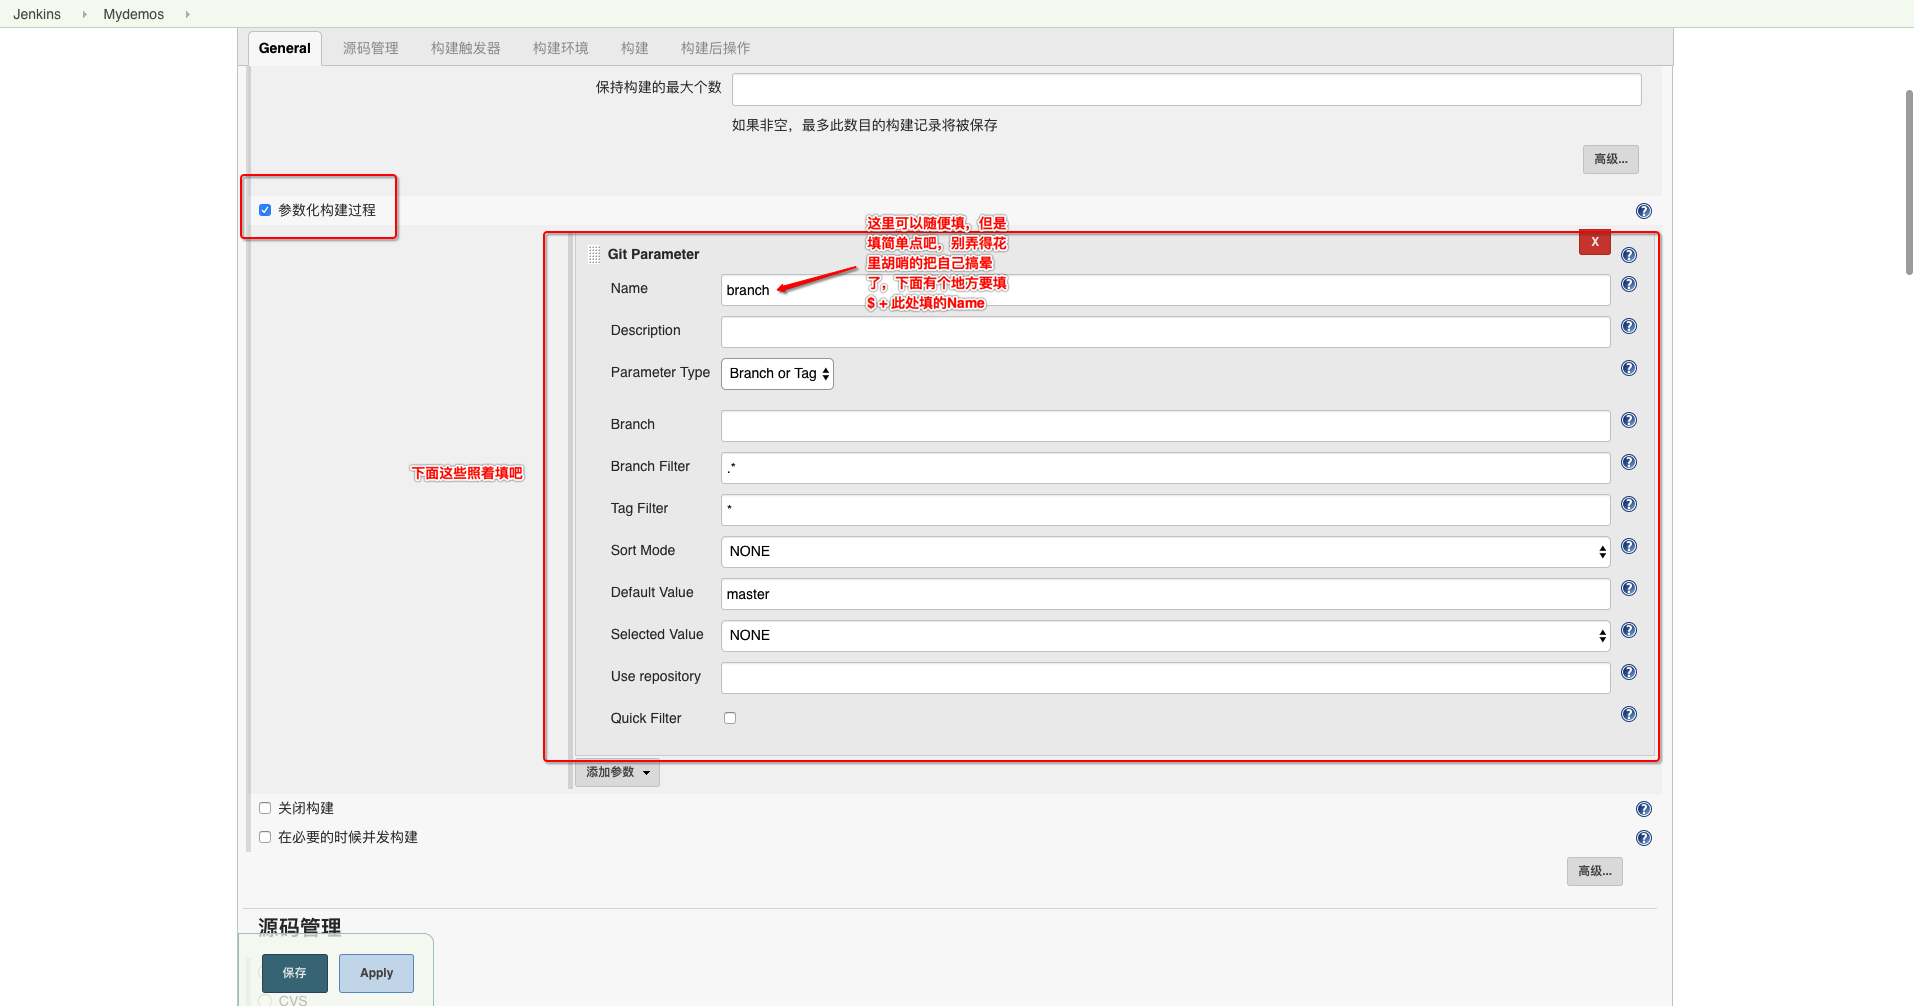 Jenkins Mydemos
General 源码管理 构建触发器 构建环境 构建 构建后操作
保持构建的最大个数
如果非空，最多此数目的构建记录将被保存
高级...
参数化构建过程
这里可以随便填，但是
填简单点吧，别弄得花
里胡哨的把自己搞晕
了，下面有个地方要填
$ + 此处填的Name
X
Git Parameter
Name branch
Description
Parameter Type Branch or Tag
Branch
下面这些照着填吧
Branch Filter .*
Tag Filter *
Sort Mode NONE
Default Value master
Selected Value NONE
Use repository
Quick Filter
添加参数
关闭构建
在必要的时候并发构建
高级...
源码管理
保存 Apply
CVS